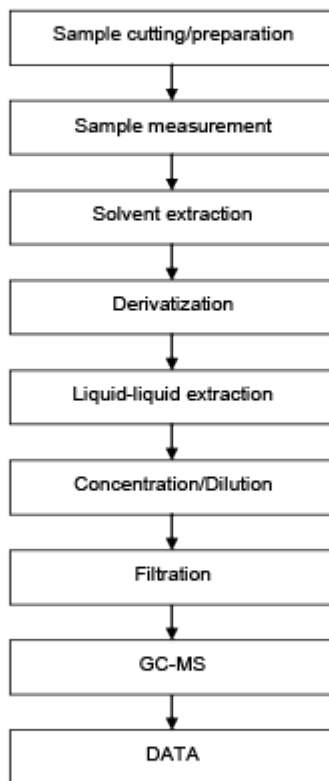 Sample cutting/preparation
Sample measurement
Solvent extraction
Derivatization
Liquid-liquid extraction
Concentration/Dilution
Filtration
GC-MS
DATA